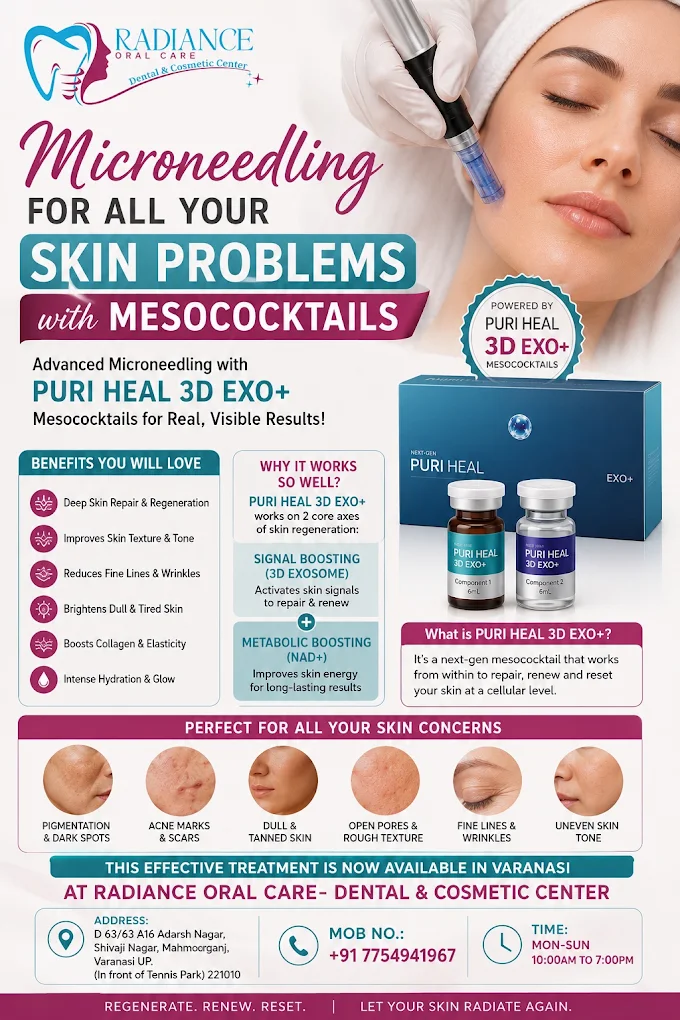 RADIANCE
ORAL CARE
Dental & Cosmetic Center
Microneedling
FOR ALL YOUR
SKIN PROBLEMS
with MESOCOCKTAILS
Advanced Microneedling with
PURI HEAL 3D EXO+
Mesococktails for Real, Visible Results!
POWERED BY
PURI HEAL
3D EXO+
MESOCOCKTAILS
NEXT-GEN
PURI HEAL
EXO+
PURI HEAL
3D EXO+
Component 1
6mL
PURI HEAL
3D EXO+
Component 2
6mL
BENEFITS YOU WILL LOVE
Deep Skin Repair & Regeneration
Improves Skin Texture & Tone
Reduces Fine Lines & Wrinkles
Brightens Dull & Tired Skin
Boosts Collagen & Elasticity
Intense Hydration & Glow
WHY IT WORKS
SO WELL?
PURI HEAL 3D EXO+
works on 2 core axes
of skin regeneration:
SIGNAL BOOSTING
(3D EXOSOME)
Activates skin signals
to repair & renew
+
METABOLIC BOOSTING
(NAD+)
Improves skin energy
for long-lasting results
What is PURI HEAL 3D EXO+?
It's a next-gen mesococktail that works
from within to repair, renew and reset
your skin at a cellular level.
PERFECT FOR ALL YOUR SKIN CONCERNS
PIGMENTATION
& DARK SPOTS
ACNE MARKS
& SCARS
DULL &
TANNED SKIN
OPEN PORES &
ROUGH TEXTURE
FINE LINES &
WRINKLES
UNEVEN SKIN
TONE
THIS EFFECTIVE TREATMENT IS NOW AVAILABLE IN VARANASI
AT RADIANCE ORAL CARE- DENTAL & COSMETIC CENTER
ADDRESS:
D 63/63 A16 Adarsh Nagar,
Shivaji Nagar, Mahmoorganj,
Varanasi UP.
(In front of Tennis Park) 221010
MOB NO.:
+91 7754941967
TIME:
MON-SUN
10:00AM TO 7:00PM
REGENERATE. RENEW. RESET. | LET YOUR SKIN RADIATE AGAIN.